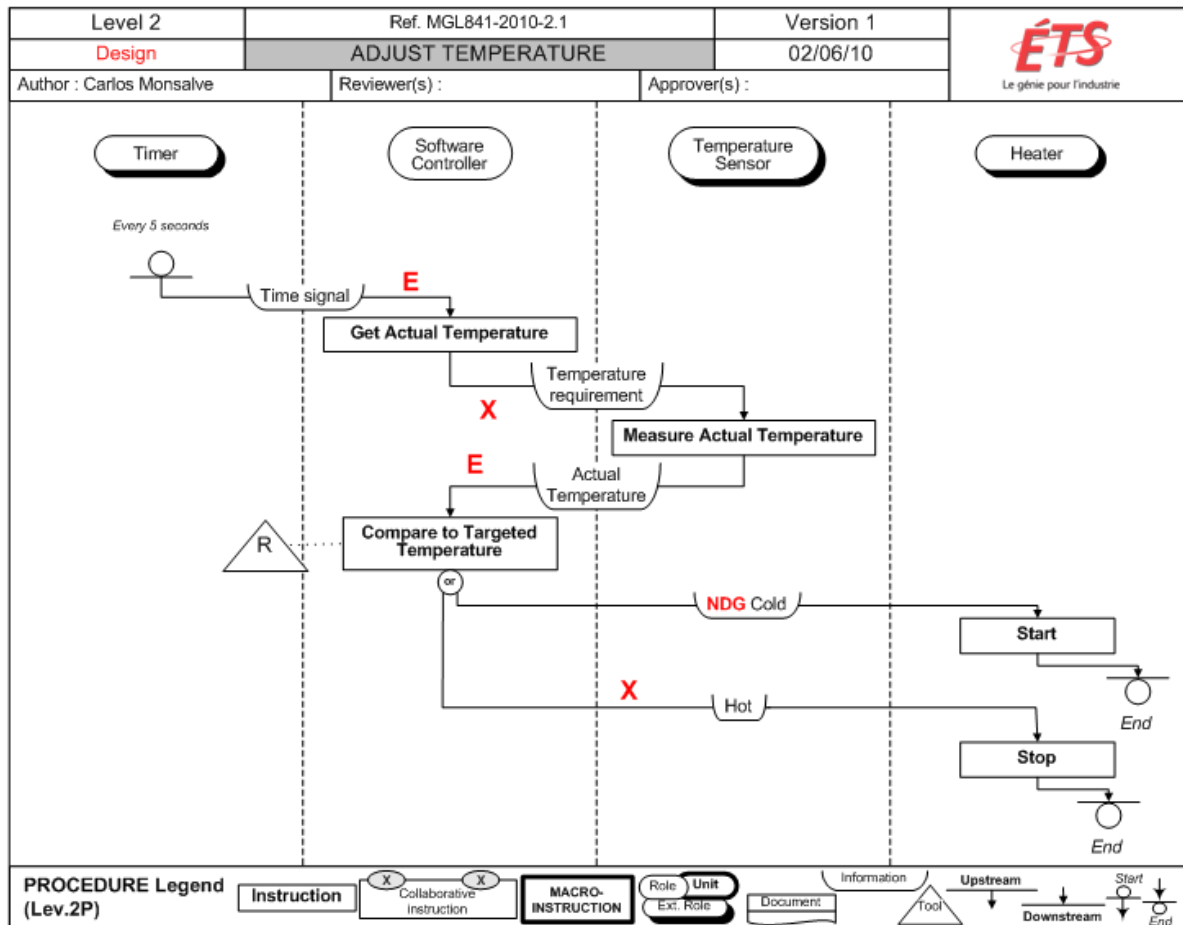 Level 2
Ref. MGL841-2010-2.1
Version 1
Design
ADJUST TEMPERATURE
02/06/10
Author : Carlos Monsalve
Reviewer(s) :
Approver(s) :
ÉTS
Le génie pour l'industrie
Timer
Software
Controller
Temperature
Sensor
Heater
Every 5 seconds
Time signal
E
Get Actual Temperature
Temperature
requirement
X
Measure Actual Temperature
E
Actual
Temperature
R
Compare to Targeted
Temperature
or
NDG Cold
Start
End
X
Hot
Stop
End
PROCEDURE Legend
(Lev.2P)
Instruction
X
X
Collaborative
instruction
MACRO-
INSTRUCTION
Role
Unit
Ext. Role
Document
Information
Tool
Upstream
Downstream
Start
End